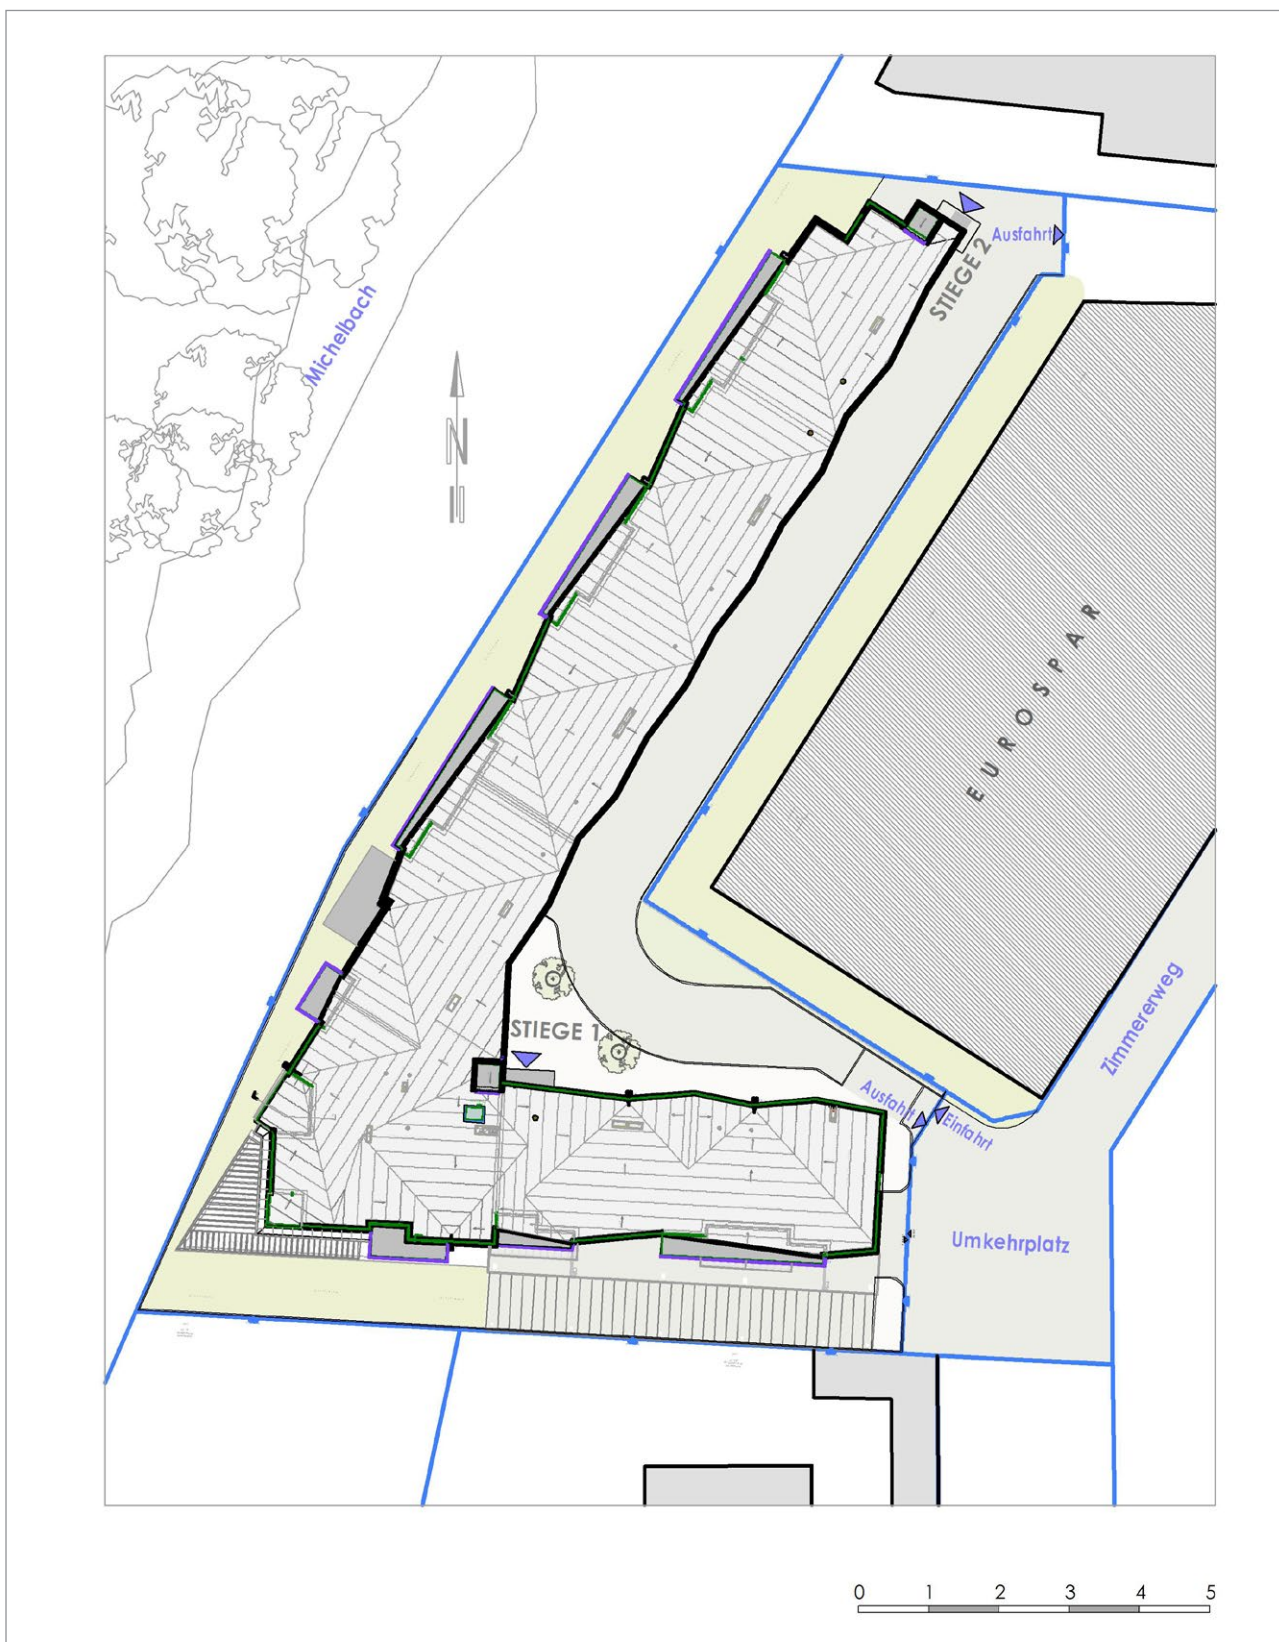 Ausfahrt
STIEGE 2
Michelbach
N
EUROSPAR
Zimmererweg
STIEGE 1
Ausfahrt
Einfahrt
Umkehrplatz
0 1 2 3 4 5